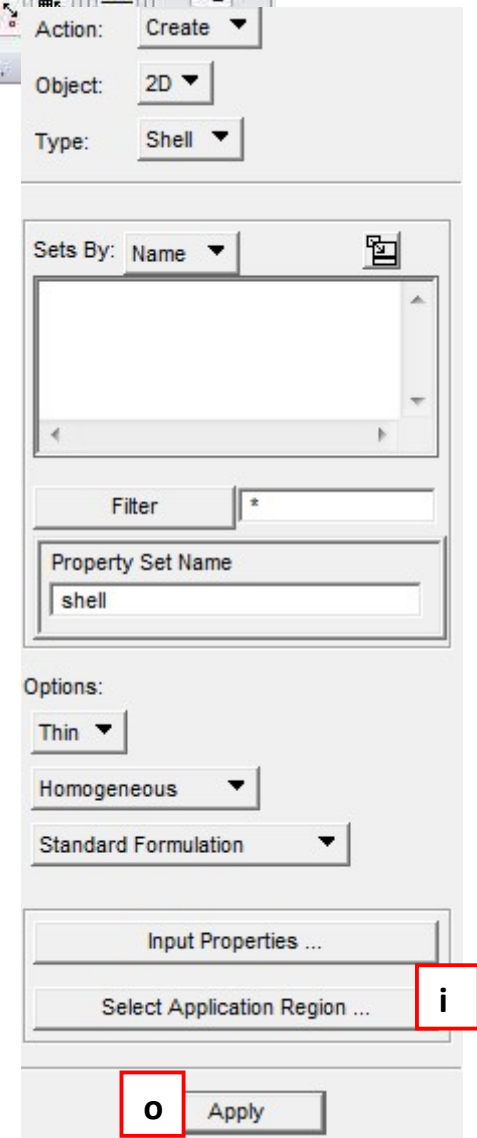 Action: Create
Object: 2D
Type: Shell
Sets By: Name
Filter *
Property Set Name
shell
Options:
Thin
Homogeneous
Standard Formulation
Input Properties ...
Select Application Region ... i
o Apply